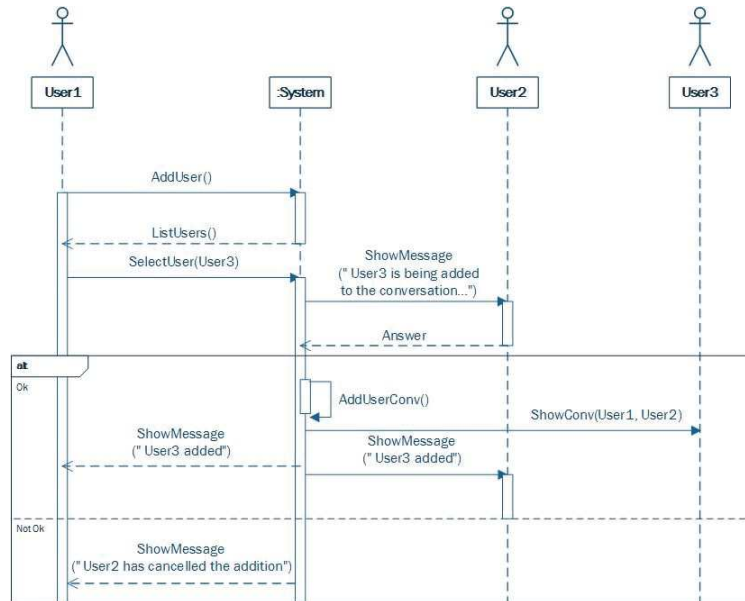 User1
:System
User2
User3
AddUser()
ListUsers()
SelectUser(User3)
ShowMessage
(" User3 is being added
to the conversation...")
Answer
alt
Ok
AddUserConv()
ShowConv(User1, User2)
ShowMessage
(" User3 added")
ShowMessage
(" User3 added")
Not Ok
ShowMessage
(" User2 has cancelled the addition")